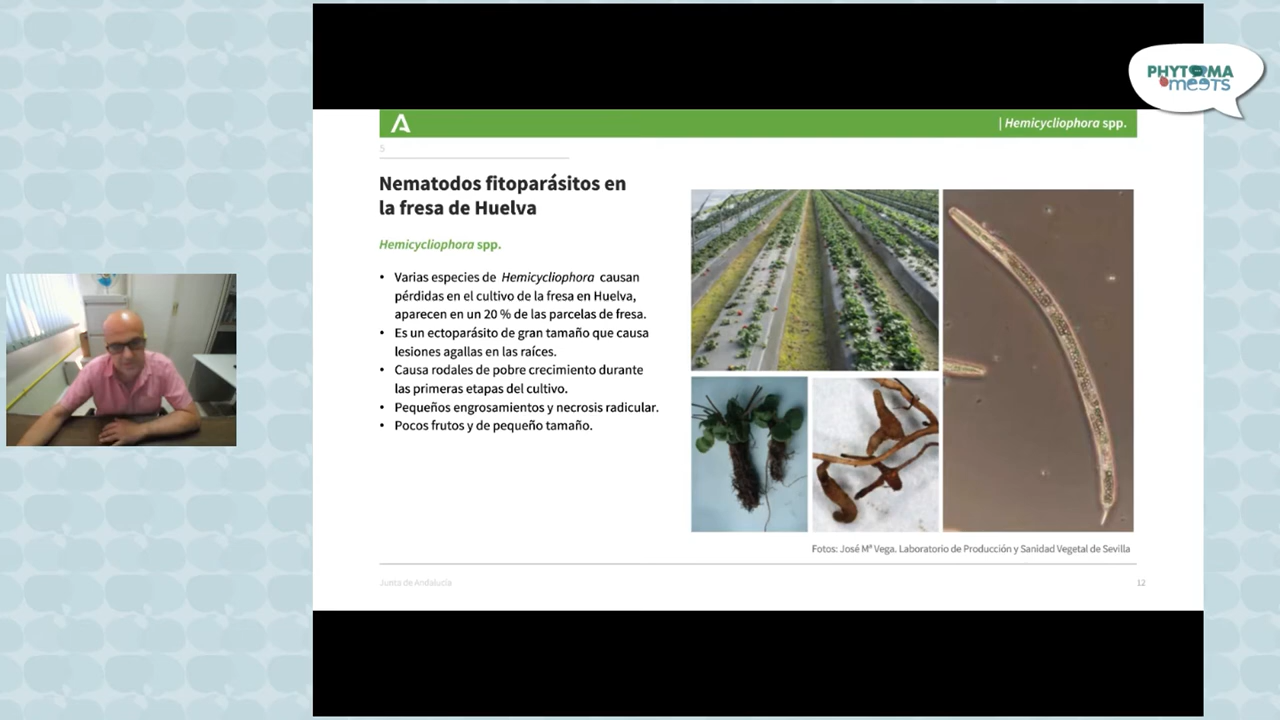 PHYTOMA
meets
| Hemicycliophora spp.
5
Nematodos fitoparásitos en
la fresa de Huelva
Hemicycliophora spp.
• Varias especies de Hemicycliophora causan
pérdidas en el cultivo de la fresa en Huelva,
aparecen en un 20 % de las parcelas de fresa.
• Es un ectoparásito de gran tamaño que causa
lesiones agallas en las raíces.
• Causa rodales de pobre crecimiento durante
las primeras etapas del cultivo.
• Pequeños engrosamientos y necrosis radicular.
• Pocos frutos y de pequeño tamaño.
Fotos: José Mª Vega. Laboratorio de Producción y Sanidad Vegetal de Sevilla
Junta de Andalucía
12